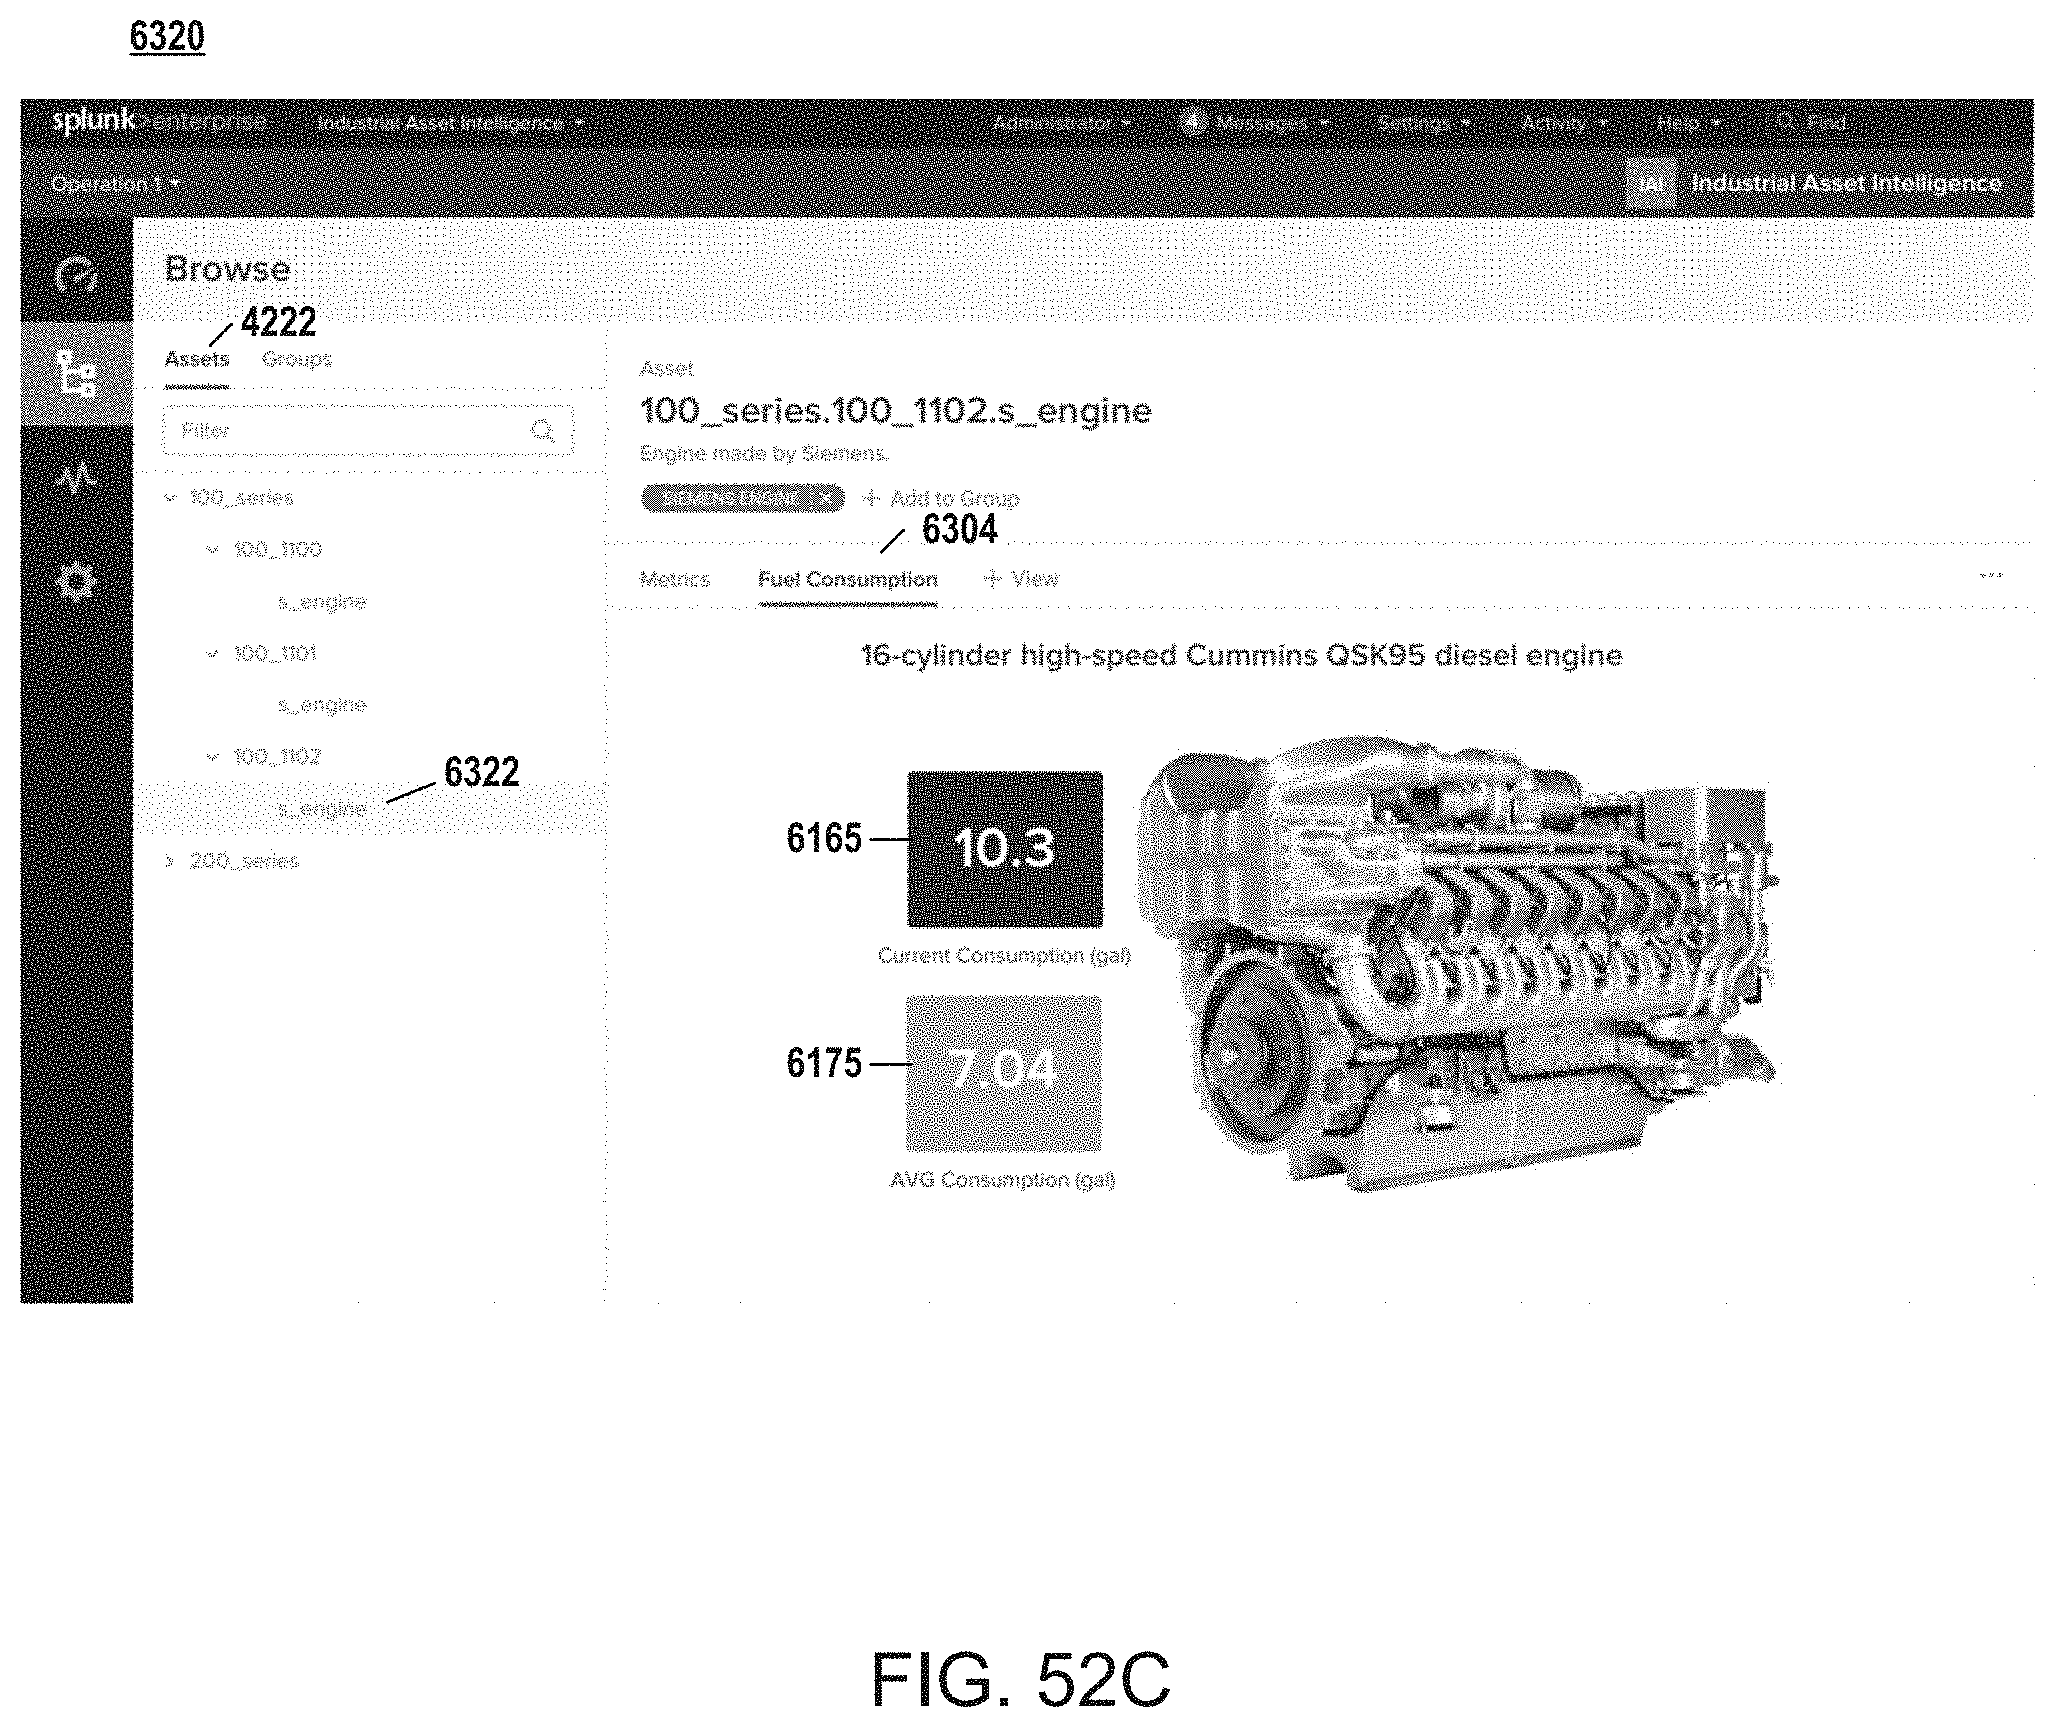 6320
splunk>enterprise Industrial Asset Intelligence Administrator 4 Messages Settings Activity Help Find
Operation 1 IAI Industrial Asset Intelligence
Browse
4222
Assets Groups
Filter
100_series
100_1100
s_engine
100_1101
s_engine
100_1102
6322
s_engine
200_series
Asset
100_series.100_1102.s_engine
Engine made by Siemens.
+ Add to Group
6304
Metrics Fuel Consumption + View ...
16-cylinder high-speed Cummins QSK95 diesel engine
6165 10.3
Current Consumption (gal)
6175 7.04
AVG Consumption (gal)
FIG. 52C